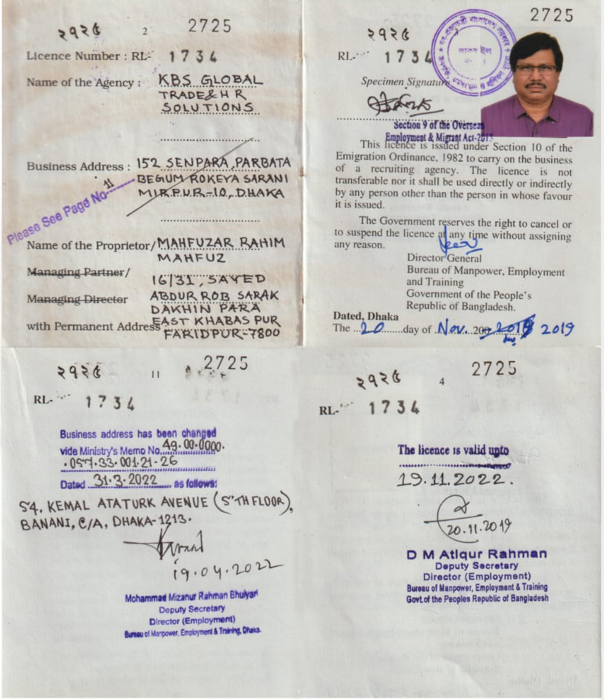 ২৭২৫ 2 2725
Licence Number : RL- 1734
Name of the Agency : KBS GLOBAL
TRADE & HR
SOLUTIONS
Business Address : 152 SENPARA, PARBATA
BEGUM ROKEYA SARANI
MIRPUR-10, DHAKA
Please See Page No 11
Name of the Proprietor/ MAHFUZAR RAHIM
MAHFUZ
Managing Partner/
16/31, SAYED
Managing Director ABDUR ROB SARAK
DAKHIN PARA
with Permanent Address EAST KHABAS PUR
FARIDPUR-7800
2725
RL- 1734
Specimen Signature
Section 9 of the Overseas
Employment & Migrant Act-2013
This licence is issued under Section 10 of the
Emigration Ordinance, 1982 to carry on the business
of a recruiting agency. The licence is not
transferable nor it shall be used directly or indirectly
by any person other than the person in whose favour
it is issued.
The Government reserves the right to cancel or
to suspend the licence at any time without assigning
any reason.
Director General
Bureau of Manpower, Employment
and Training
Government of the People's
Republic of Bangladesh.
Dated, Dhaka
The 20 day of Nov. 2019
২৭২৫ 11 2725
RL- 1734
Business address has been changed
vide Ministry's Memo No. 49.00.0000.
Dated 31.3.2022 as follows:
54, KEMAL ATATURK AVENUE (5TH FLOOR),
BANANI, C/A, DHAKA-1213.
19.04.2022
Mohammad Mizanur Rahman Bhuiyan
Deputy Secretary
Director (Employment)
Bureau of Manpower, Employment & Training, Dhaka.
২৭২৫ 4 2725
RL- 1734
The licence is valid upto
19.11.2022.
20.11.2019
D M Atiqur Rahman
Deputy Secretary
Director (Employment)
Bureau of Manpower, Employment & Training
Govt.of the Peoples Republic of Bangladesh